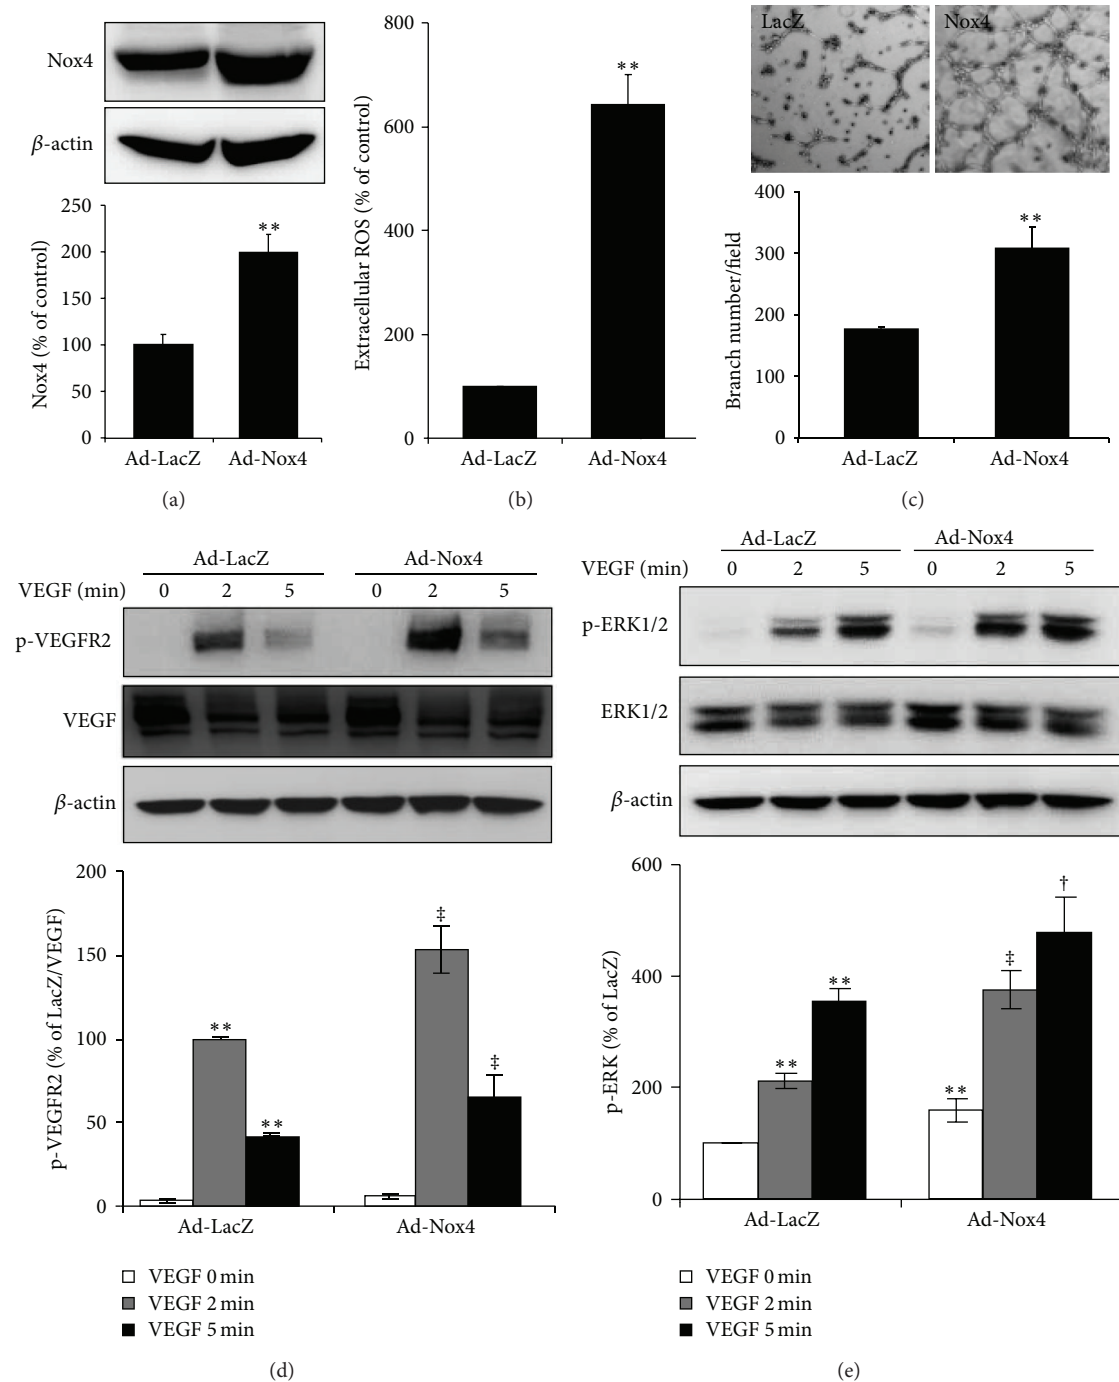 Nox4
β-actin
250
200
150
100
50
0
Nox4 (% of control)
**
Ad-LacZ Ad-Nox4
(a)
800
600
400
200
0
Extracellular ROS (% of control)
**
Ad-LacZ Ad-Nox4
(b)
LacZ Nox4
400
300
200
100
0
Branch number/field
**
Ad-LacZ Ad-Nox4
(c)
Ad-LacZ Ad-Nox4
VEGF (min) 0 2 5 0 2 5
p-VEGFR2
VEGF
β-actin
200
150
100
50
0
p-VEGFR2 (% of LacZ/VEGF)
** ** ‡ ‡
Ad-LacZ Ad-Nox4
VEGF 0 min
VEGF 2 min
VEGF 5 min
(d)
Ad-LacZ Ad-Nox4
VEGF (min) 0 2 5 0 2 5
p-ERK1/2
ERK1/2
β-actin
600
400
200
0
p-ERK (% of LacZ)
** ** ** ‡ †
Ad-LacZ Ad-Nox4
VEGF 0 min
VEGF 2 min
VEGF 5 min
(e)